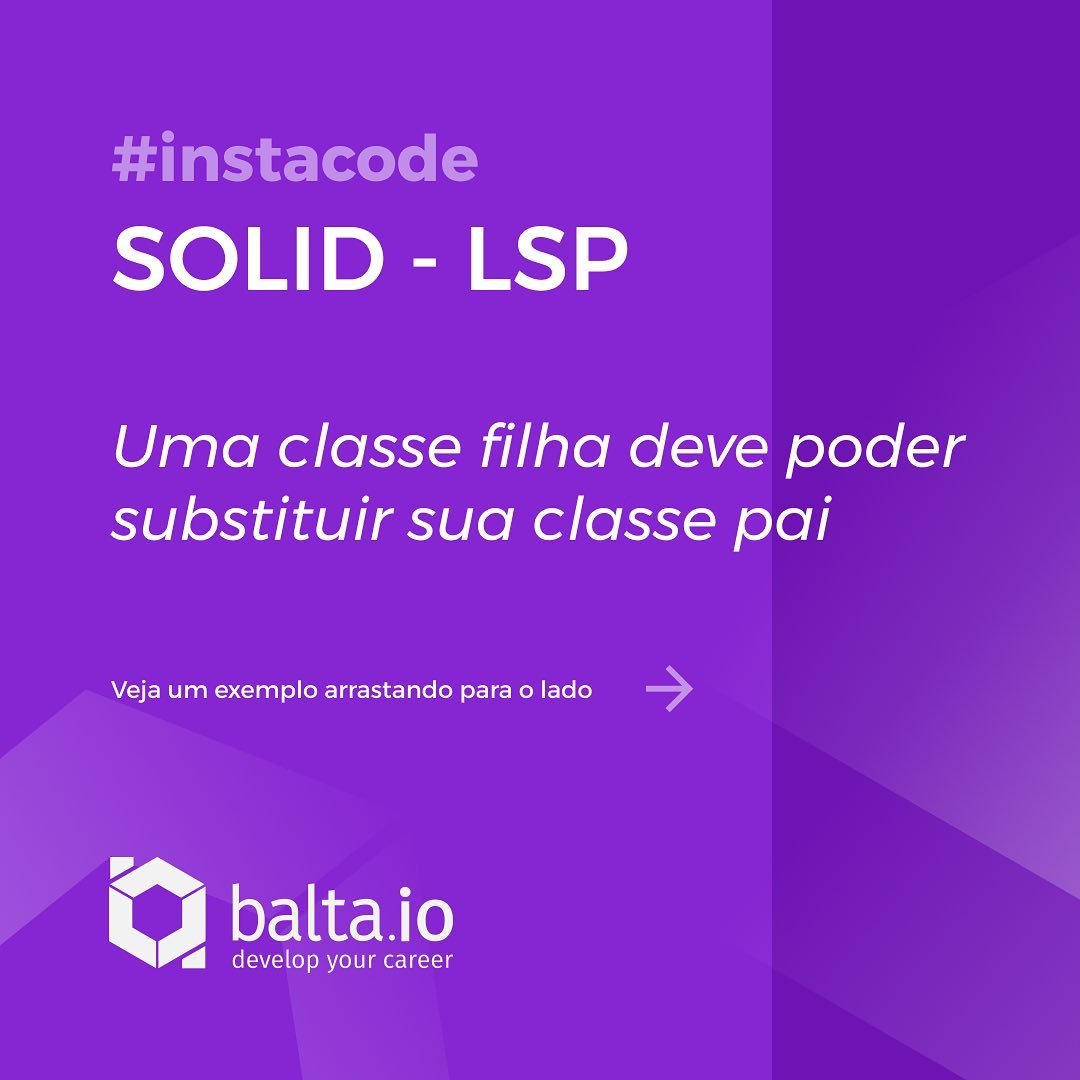 #instacode
SOLID - LSP
Uma classe filha deve poder
substituir sua classe pai
Veja um exemplo arrastando para o lado
balta.io
develop your career